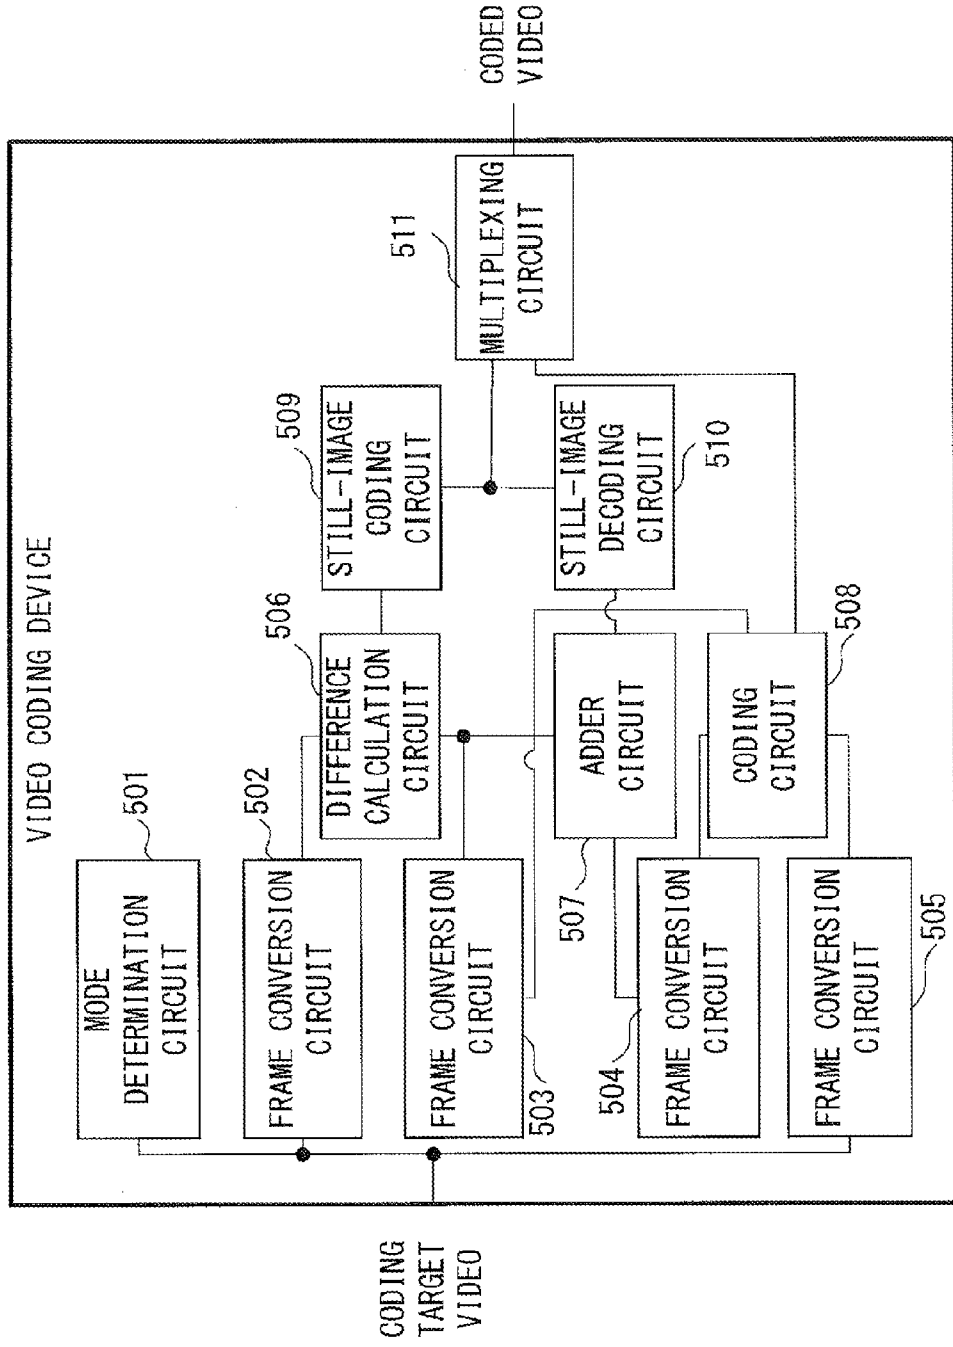 VIDEO CODING DEVICE
CODING
TARGET
VIDEO
MODE
DETERMINATION
CIRCUIT
501
FRAME CONVERSION
CIRCUIT
502
FRAME CONVERSION
CIRCUIT
503
504
FRAME CONVERSION
CIRCUIT
FRAME CONVERSION
CIRCUIT
505
506
DIFFERENCE
CALCULATION
CIRCUIT
ADDER
CIRCUIT
507
CODING
CIRCUIT
508
509
STILL-IMAGE
CODING
CIRCUIT
STILL-IMAGE
DECODING
CIRCUIT
510
511
MULTIPLEXING
CIRCUIT
CODED
VIDEO